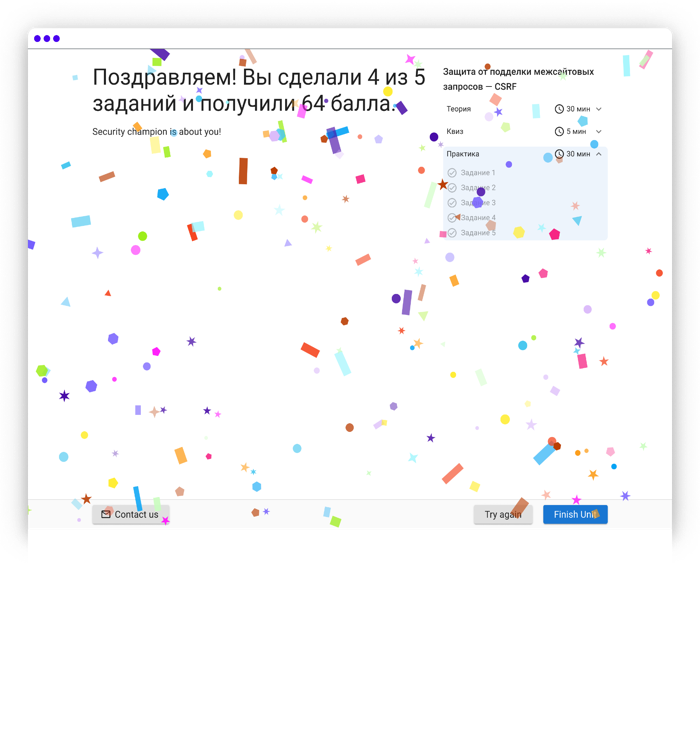 Поздравляем! Вы сделали 4 из 5
заданий и получили 64 балла.
Security champion is about you!
Защита от подделки межсайтовых
запросов — CSRF
Теория 30 мин
Квиз 5 мин
Практика 30 мин
Задание 1
Задание 2
Задание 3
Задание 4
Задание 5
Contact us
Try again
Finish Unit